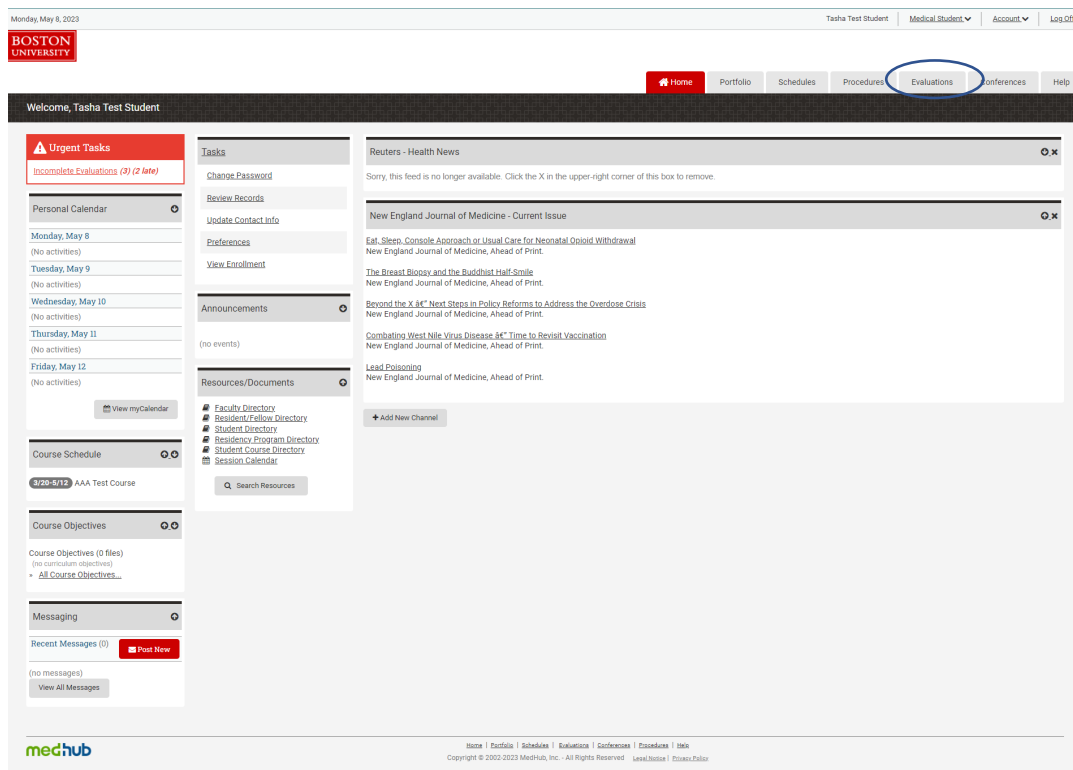 Monday, May 8, 2023
Tasha Test Student Medical Student Account Log Off
BOSTON
UNIVERSITY
Home Portfolio Schedules Procedures Evaluations Conferences Help
Welcome, Tasha Test Student
Urgent Tasks
Incomplete Evaluations (3) (2 late)
Personal Calendar
Monday, May 8
(No activities)
Tuesday, May 9
(No activities)
Wednesday, May 10
(No activities)
Thursday, May 11
(No activities)
Friday, May 12
(No activities)
View myCalendar
Course Schedule
3/20-5/12 AAA Test Course
Course Objectives
Course Objectives (0 files)
(no curriculum objectives)
» All Course Objectives...
Messaging
Recent Messages (0)
Post New
(no messages)
View All Messages
Tasks
Change Password
Review Records
Update Contact Info
Preferences
View Enrollment
Announcements
(no events)
Resources/Documents
Faculty Directory
Resident/Fellow Directory
Student Directory
Residency Program Directory
Student Course Directory
Session Calendar
Search Resources
Reuters - Health News
Sorry, this feed is no longer available. Click the X in the upper-right corner of this box to remove.
New England Journal of Medicine - Current Issue
Eat, Sleep, Console Approach or Usual Care for Neonatal Opioid Withdrawal
New England Journal of Medicine, Ahead of Print.
The Breast Biopsy and the Buddhist Half-Smile
New England Journal of Medicine, Ahead of Print.
Beyond the X â€" Next Steps in Policy Reforms to Address the Overdose Crisis
New England Journal of Medicine, Ahead of Print.
Combating West Nile Virus Disease â€" Time to Revisit Vaccination
New England Journal of Medicine, Ahead of Print.
Lead Poisoning
New England Journal of Medicine, Ahead of Print.
+ Add New Channel
medhub
Home | Portfolio | Schedules | Evaluations | Conferences | Procedures | Help
Copyright © 2002-2023 MedHub, Inc. - All Rights Reserved Legal Notice | Privacy Policy